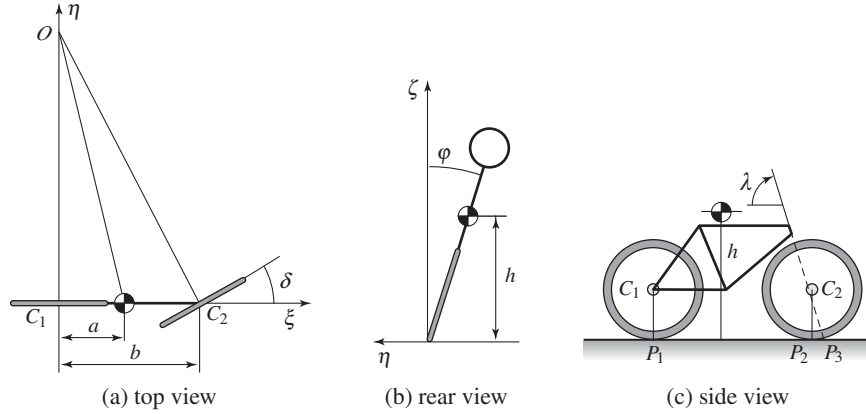 O
η
δ
C₁
C₂
ξ
a
b
(a) top view
ζ
φ
h
η
(b) rear view
λ
h
C₁
C₂
P₁
P₂
P₃
(c) side view